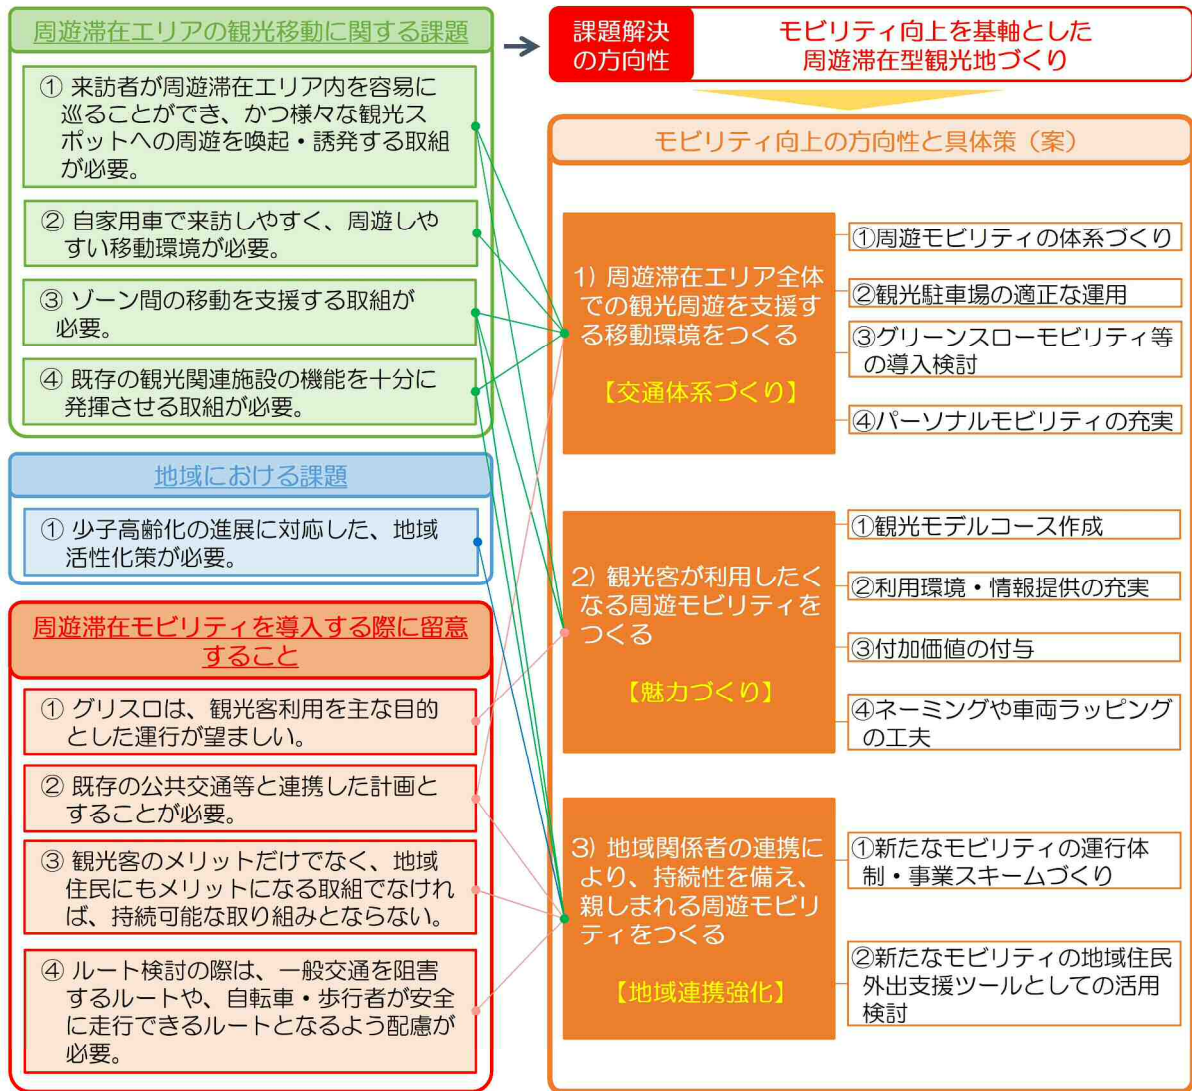 周遊滞在エリアの観光移動に関する課題
① 来訪者が周遊滞在エリア内を容易に
巡ることができ、かつ様々な観光ス
ポットへの周遊を喚起・誘発する取組
が必要。
② 自家用車で来訪しやすく、周遊しや
すい移動環境が必要。
③ ゾーン間の移動を支援する取組が
必要。
④ 既存の観光関連施設の機能を十分に
発揮させる取組が必要。
地域における課題
① 少子高齢化の進展に対応した、地域
活性化策が必要。
周遊滞在モビリティを導入する際に留意
すること
① グリスロは、観光客利用を主な目的
とした運行が望ましい。
② 既存の公共交通等と連携した計画と
することが必要。
③ 観光客のメリットだけでなく、地域
住民にもメリットになる取組でなけれ
ば、持続可能な取り組みとならない。
④ ルート検討の際は、一般交通を阻害
するルートや、自転車・歩行者が安全
に走行できるルートとなるよう配慮が
必要。
課題解決
の方向性
モビリティ向上を基軸とした
周遊滞在型観光地づくり
モビリティ向上の方向性と具体策（案）
1）周遊滞在エリア全体
での観光周遊を支援す
る移動環境をつくる
【交通体系づくり】
①周遊モビリティの体系づくり
②観光駐車場の適正な運用
③グリーンスローモビリティ等
の導入検討
④パーソナルモビリティの充実
2）観光客が利用したく
なる周遊モビリティを
つくる
【魅力づくり】
①観光モデルコース作成
②利用環境・情報提供の充実
③付加価値の付与
④ネーミングや車両ラッピング
の工夫
3）地域関係者の連携に
より、持続性を備え、
親しまれる周遊モビリ
ティをつくる
【地域連携強化】
①新たなモビリティの運行体
制・事業スキームづくり
②新たなモビリティの地域住民
外出支援ツールとしての活用
検討